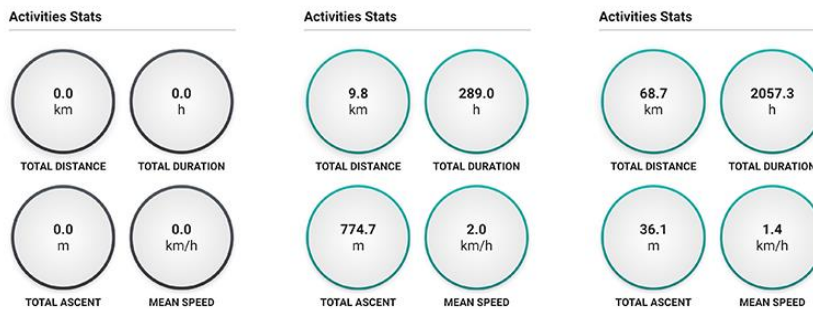 Activities Stats
0.0
km
0.0
h
TOTAL DISTANCE
TOTAL DURATION
0.0
m
0.0
km/h
TOTAL ASCENT
MEAN SPEED
Activities Stats
9.8
km
289.0
h
TOTAL DISTANCE
TOTAL DURATION
774.7
m
2.0
km/h
TOTAL ASCENT
MEAN SPEED
Activities Stats
68.7
km
2057.3
h
TOTAL DISTANCE
TOTAL DURATION
36.1
m
1.4
km/h
TOTAL ASCENT
MEAN SPEED